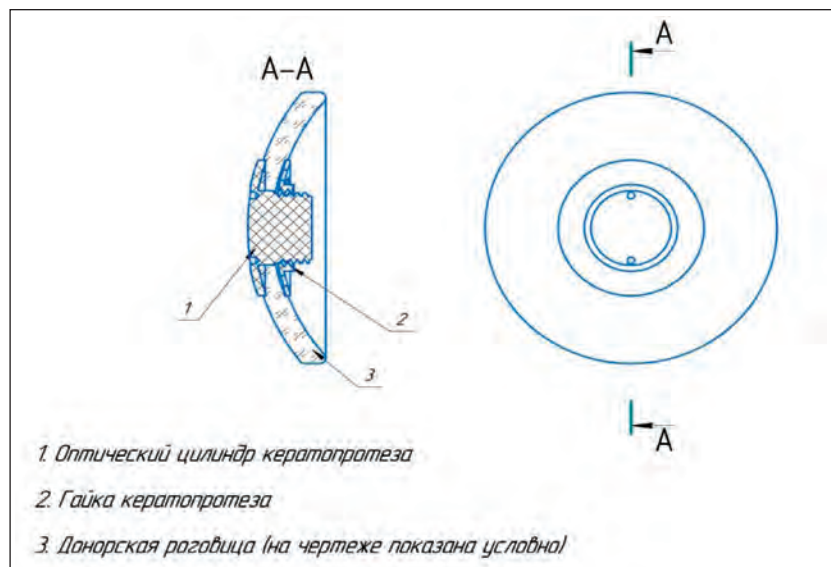 А
А–А
1
2
3
А
1. Оптический цилиндр кератопротеза
2. Гайка кератопротеза
3. Донорская роговица (на чертеже показана условно)